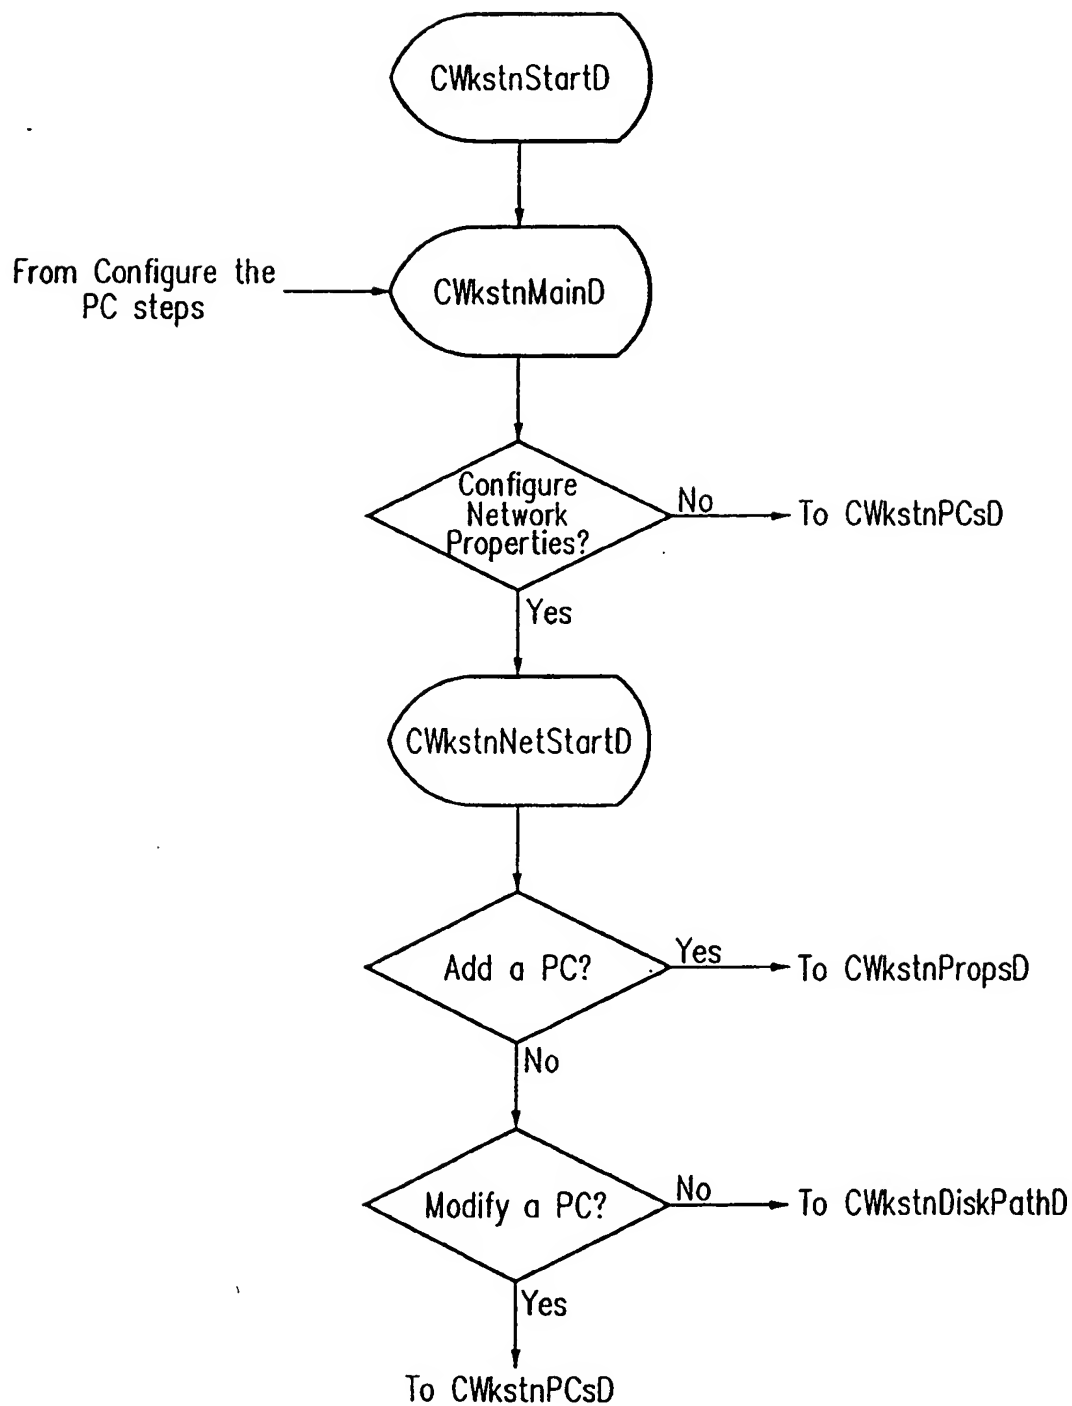 CWkstnStartD
From Configure the
PC steps
CWkstnMainD
Configure
Network
Properties?
No
To CWkstnPCsD
Yes
CWkstnNetStartD
Add a PC?
Yes
To CWkstnPropsD
No
Modify a PC?
No
To CWkstnDiskPathD
Yes
To CWkstnPCsD